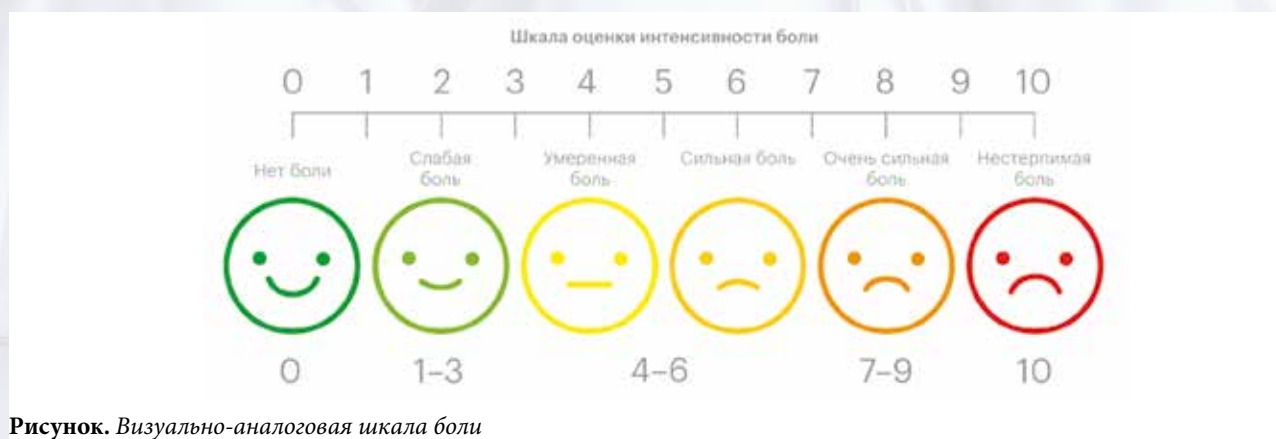 Шкала оценки интенсивности боли
0 1 2 3 4 5 6 7 8 9 10
Нет боли
Слабая
боль
Умеренная
боль
Сильная боль
Очень сильная
боль
Нестерпимая
боль
0 1–3 4–6 7–9 10
Рисунок. Визуально-аналоговая шкала боли